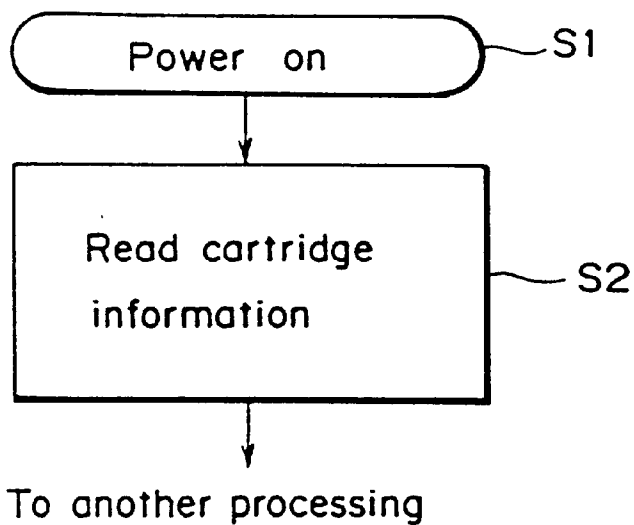 Power on
S1
Read cartridge
information
S2
To another processing